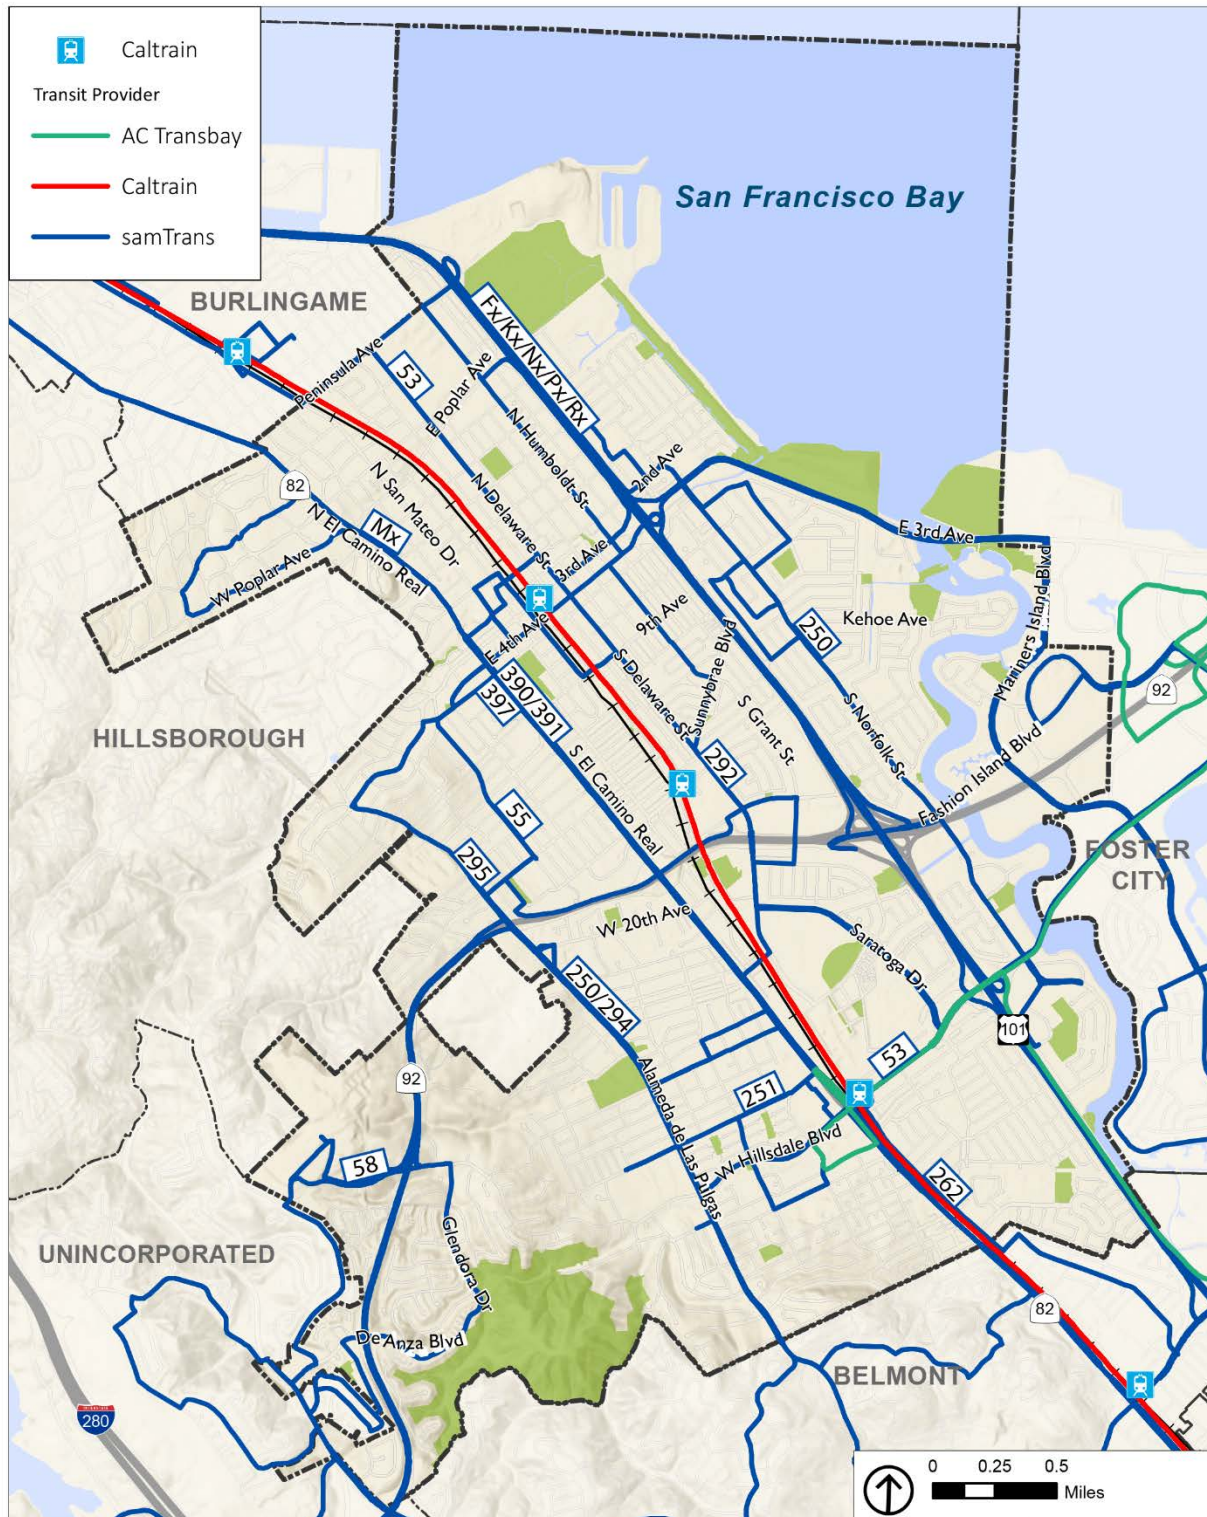 Caltrain
Transit Provider
AC Transbay
Caltrain
samTrans
San Francisco Bay
BURLINGAME
Fx/Kx/Nx/Px/Rx
Peninsula Ave
53
E Poplar Ave
N Humboldt St
2nd Ave
82
N San Mateo Dr
N Delaware St
Mx
N El Camino Real
E 3rd Ave
3rd Ave
W Poplar Ave
9th Ave
Kehoe Ave
250
Mariners Island Blvd
E 4th Ave
S Delaware St
Sunnybrae Blvd
92
390/391
397
S Grant St
S Norfolk St
HILLSBOROUGH
292
Fashion Island Blvd
S El Camino Real
55
295
FOSTER
CITY
W 20th Ave
Saratoga Dr
250/294
101
53
92
Alameda de Las Pulgas
251
W Hillsdale Blvd
58
262
Glendora Dr
UNINCORPORATED
82
De Anza Blvd
BELMONT
280
0 0.25 0.5
Miles